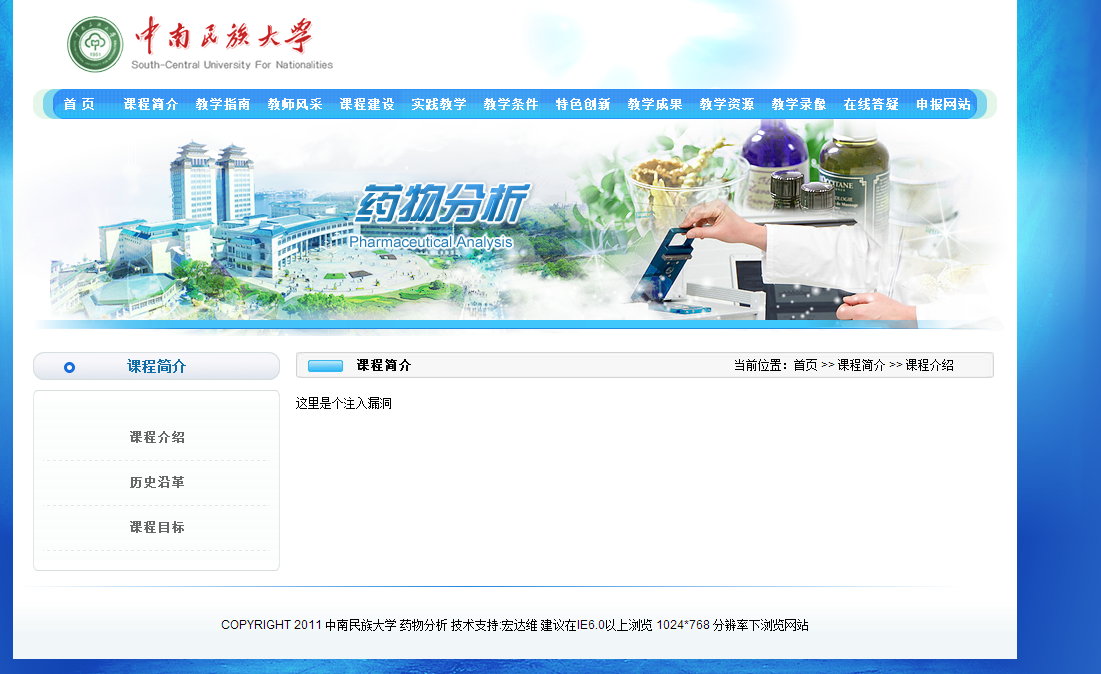 中南民族大学
South-Central University For Nationalities
首 页 课程简介 教学指南 教师风采 课程建设 实践教学 教学条件 特色创新 教学成果 教学资源 教学录像 在线答疑 申报网站
药物分析
Pharmaceutical Analysis
课程简介
课程介绍
历史沿革
课程目标
课程简介 当前位置：首页 >> 课程简介 >> 课程介绍
这里是个注入漏洞
COPYRIGHT 2011 中南民族大学 药物分析 技术支持:宏达维 建议在IE6.0以上浏览 1024*768 分辨率下浏览网站